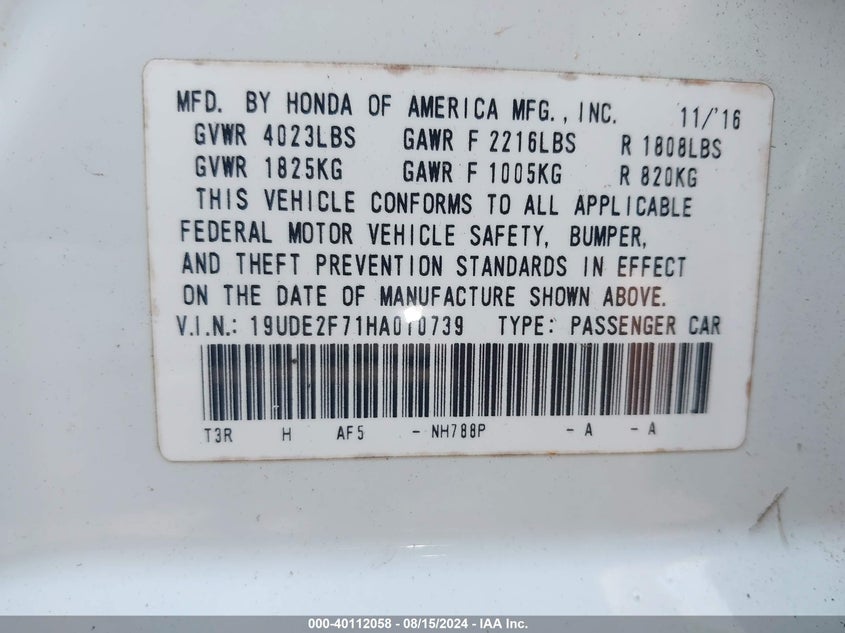 MFD. BY HONDA OF AMERICA MFG., INC. 11/'16
GVWR 4023LBS GAWR F 2216LBS R 1808LBS
GVWR 1825KG GAWR F 1005KG R 820KG
THIS VEHICLE CONFORMS TO ALL APPLICABLE
FEDERAL MOTOR VEHICLE SAFETY, BUMPER,
AND THEFT PREVENTION STANDARDS IN EFFECT
ON THE DATE OF MANUFACTURE SHOWN ABOVE.
V.I.N.: 19UDE2F71HA010739 TYPE: PASSENGER CAR
T3R H AF5 - NH788P - A - A
000-40112058 - 08/15/2024 - IAA Inc.